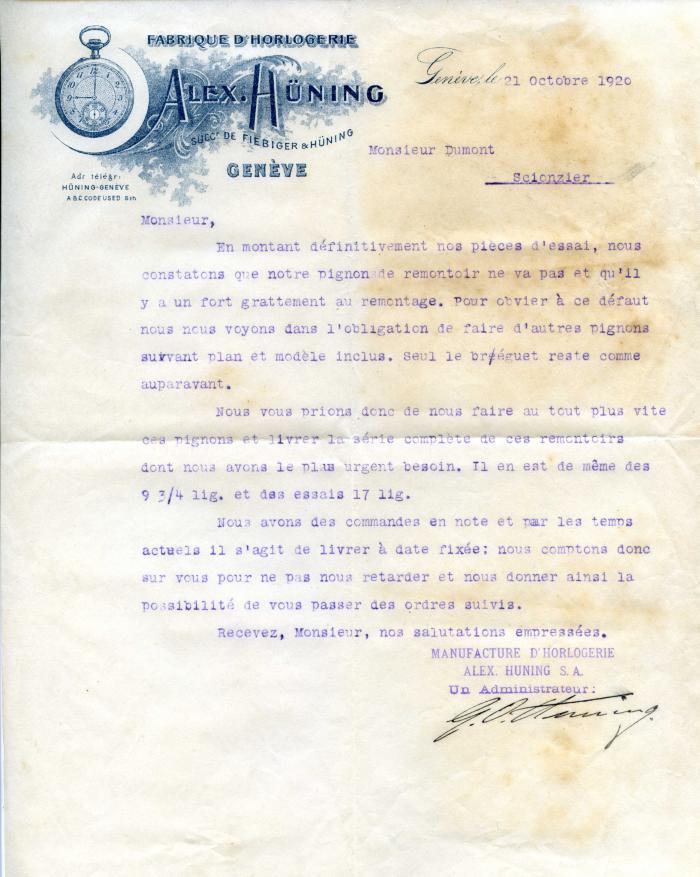 FABRIQUE D'HORLOGERIE
ALEX. HÜNING
SUCC.R DE FIEBIGER & HÜNING
GENÈVE
Adr télégr:
HÜNING-GENÈVE
A B C CODE USED 5th
Genève, le 21 Octobre 1920
Monsieur Dumont
Scionzier
Monsieur,
En montant définitivement nos pièces d'essai, nous
constatons que notre pignon de remontoir ne va pas et qu'il
y a un fort grattement au remontage. Pour obvier à ce défaut
nous nous voyons dans l'obligation de faire d'autres pignons
suivant plan et modèle inclus. Seul le bréguet reste comme
auparavant.
Nous vous prions donc de nous faire au tout plus vite
ces pignons et livrer la série complète de ces remontoirs
dont nous avons le plus urgent besoin. Il en est de même des
9 3/4 lig. et des essais 17 lig.
Nous avons des commandes en note et par les temps
actuels il s'agit de livrer à date fixée; nous comptons donc
sur vous pour ne pas nous retarder et nous donner ainsi la
possibilité de vous passer des ordres suivis.
Recevez, Monsieur, nos salutations empressées.
MANUFACTURE D'HORLOGERIE
ALEX. HUNING S.A.
Un Administrateur:
G. O. Hüning.